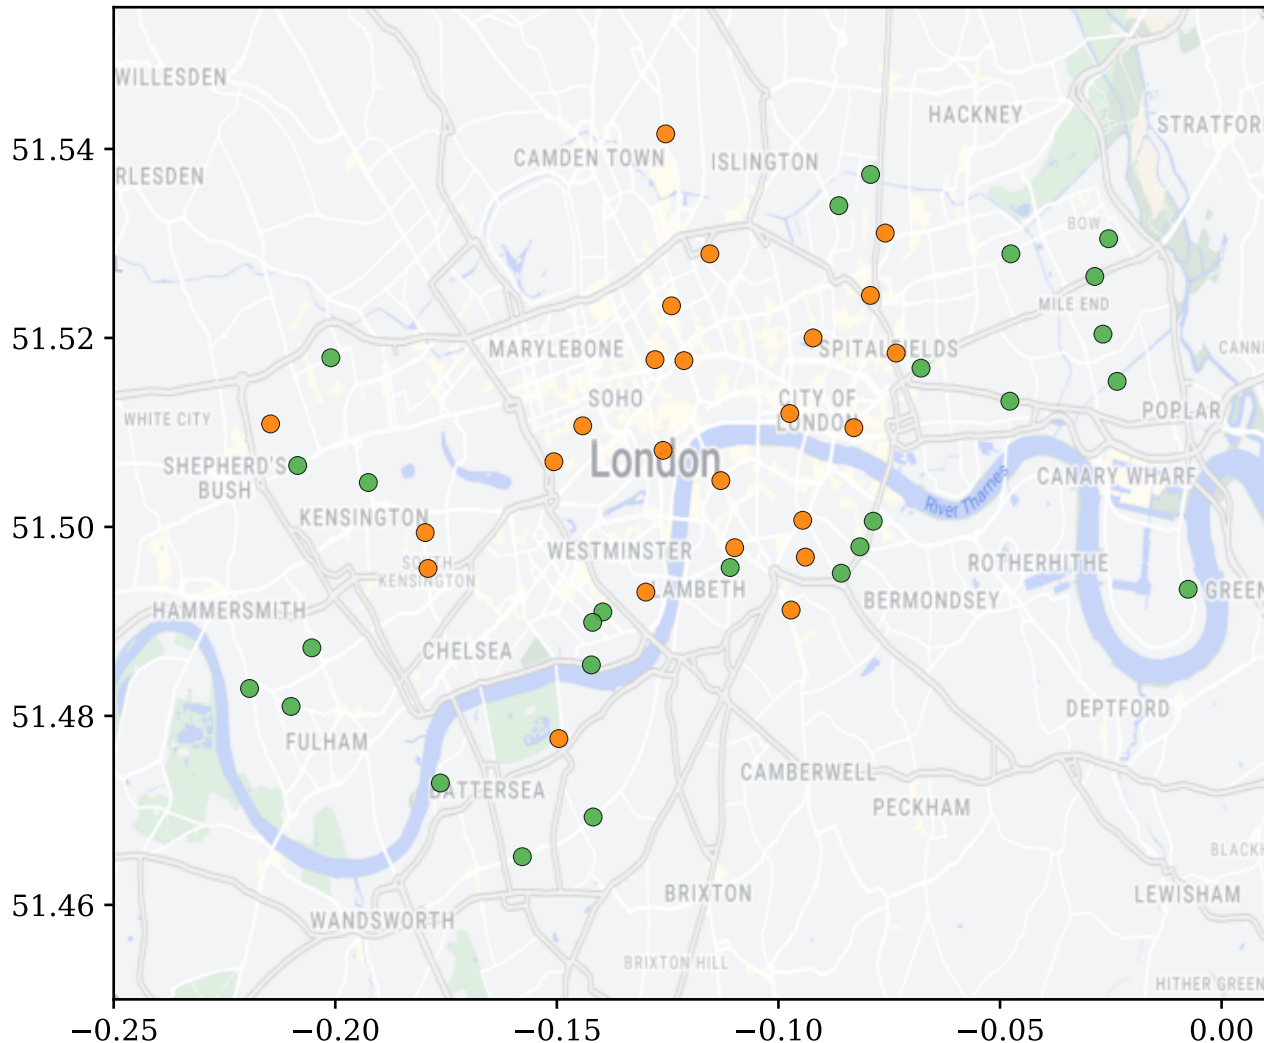 WILLESDEN
HACKNEY
STRATFOR
51.54
CAMDEN TOWN
ISLINGTON
RLESDEN
BOW
MILE END
51.52
MARYLEBONE
SPITALFIELDS
CANN
SOHO
CITY OF
LONDON
WHITE CITY
POPLAR
London
SHEPHERD'S
BUSH
CANARY WHARF
River Thames
51.50
KENSINGTON
WESTMINSTER
SOUTH
KENSINGTON
ROTHERHITHE
LAMBETH
GREEN
HAMMERSMITH
BERMONDSEY
CHELSEA
51.48
DEPTFORD
FULHAM
CAMBERWELL
BATTERSEA
PECKHAM
BLACKH
51.46
BRIXTON
LEWISHAM
WANDSWORTH
BRIXTON HILL
HITHER GREEN
−0.25 −0.20 −0.15 −0.10 −0.05 0.00